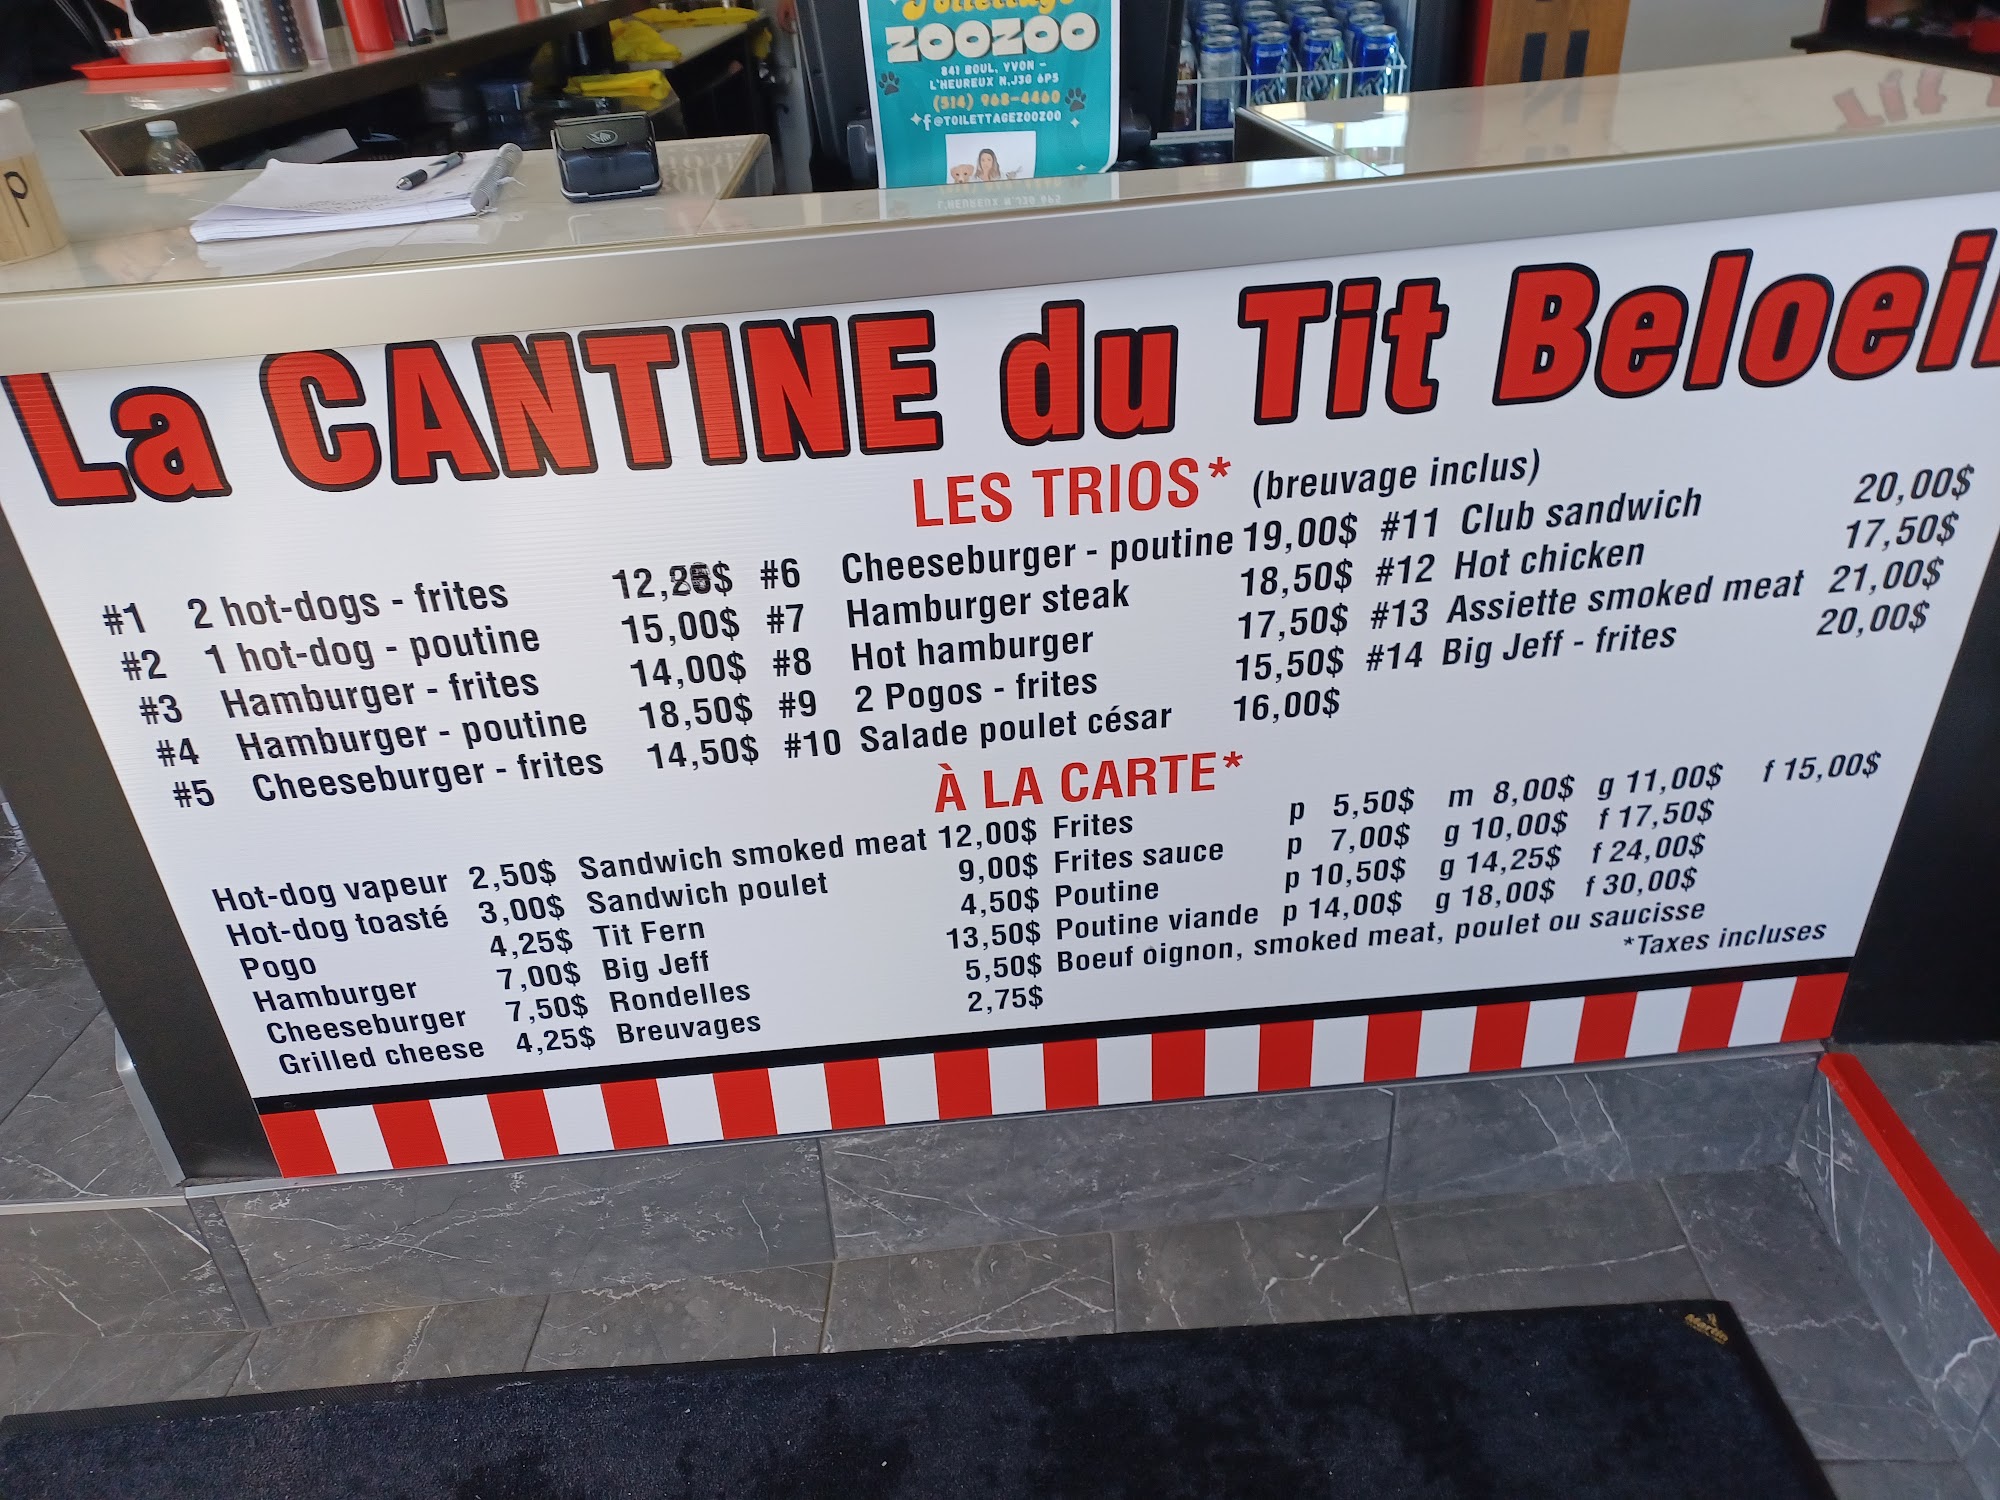 Toilettage
ZOOZOO
841 BOUL. YVON -
L'HEUREUX N,J3G 6P5
(514) 968-4460
f@TOILETTAGEZOOZOO
P
La CANTINE du Tit Beloeil
LES TRIOS* (breuvage inclus)
#1 2 hot-dogs - frites
#2 1 hot-dog - poutine 15,00$
#3 Hamburger - frites 14,00$
#4 Hamburger - poutine 18,50$
#5 Cheeseburger - frites 14,50$
#6 Cheeseburger - poutine 19,00$
#7 Hamburger steak 18,50$
#8 Hot hamburger 17,50$
#9 2 Pogos - frites 15,50$
#10 Salade poulet césar 16,00$
#11 Club sandwich 20,00$
#12 Hot chicken 17,50$
#13 Assiette smoked meat 21,00$
#14 Big Jeff - frites 20,00$
À LA CARTE*
Hot-dog vapeur 2,50$
Hot-dog toasté 3,00$
Pogo 4,25$
Hamburger 7,00$
Cheeseburger 7,50$
Grilled cheese 4,25$
Sandwich smoked meat 12,00$
Sandwich poulet 9,00$
Tit Fern 4,50$
Big Jeff 13,50$
Rondelles 5,50$
Breuvages 2,75$
Frites p 5,50$ m 8,00$ g 11,00$ f 15,00$
Frites sauce p 7,00$ g 10,00$ f 17,50$
Poutine p 10,50$ g 14,25$ f 24,00$
Poutine viande p 14,00$ g 18,00$ f 30,00$
Boeuf oignon, smoked meat, poulet ou saucisse
*Taxes incluses
Martin